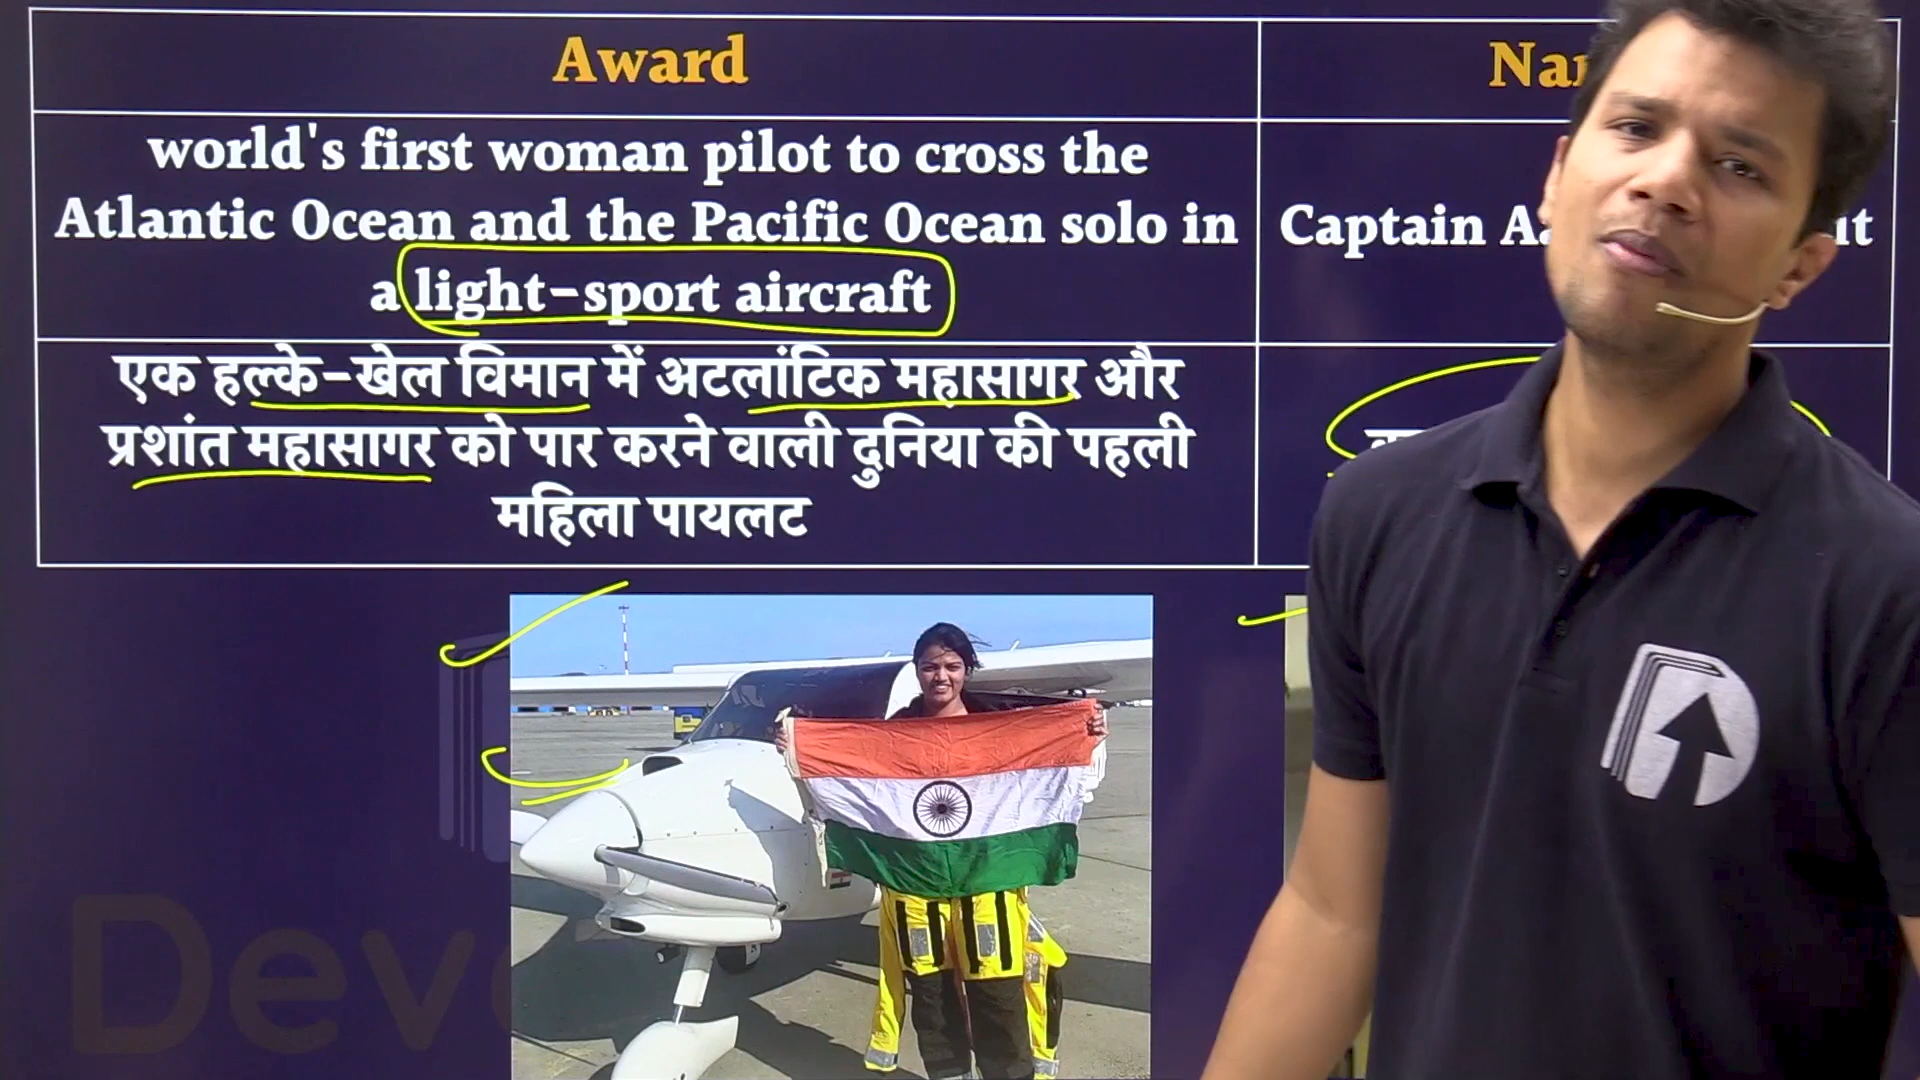 Award
world's first woman pilot to cross the
Atlantic Ocean and the Pacific Ocean solo in
a light-sport aircraft
Captain
एक हल्के-खेल विमान में अटलांटिक महासागर और
प्रशांत महासागर को पार करने वाली दुनिया की पहली
महिला पायलट